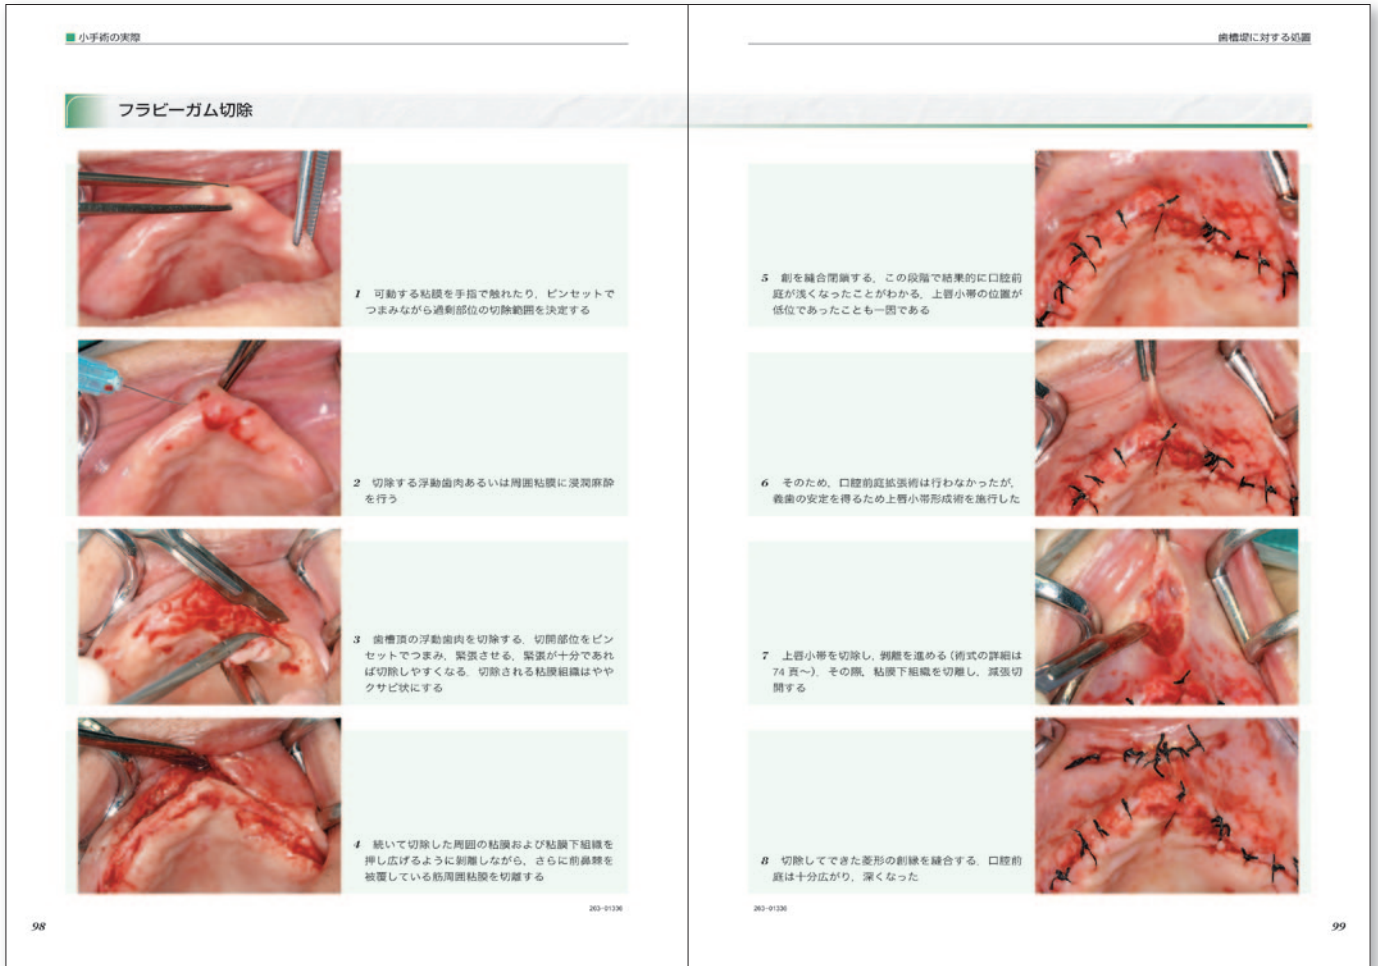 小手術の実際
歯槽堤に対する処置
フラビーガム切除
1 可動する粘膜を手指で触れたり，ピンセットで
つまみながら過剰部位の切除範囲を決定する
2 切除する浮動歯肉あるいは周囲粘膜に浸潤麻酔
を行う
3 歯槽頂の浮動歯肉を切除する．切開部位をピン
セットでつまみ，緊張させる．緊張が十分であれ
ば切除しやすくなる．切除される粘膜組織はやや
クサビ状にする
4 続いて切除した周囲の粘膜および粘膜下組織を
押し広げるように剝離しながら，さらに前鼻棘を
被覆している筋周囲粘膜を切離する
263-01336
98
5 創を縫合閉鎖する．この段階で結果的に口腔前
庭が浅くなったことがわかる．上唇小帯の位置が
低位であったことも一因である
6 そのため，口腔前庭拡張術は行わなかったが，
義歯の安定を得るため上唇小帯形成術を施行した
7 上唇小帯を切除し，剝離を進める（術式の詳細は
74 頁〜）．その際，粘膜下組織を切離し，減張切
開する
8 切除してできた菱形の創縁を縫合する．口腔前
庭は十分広がり，深くなった
263-01336
99